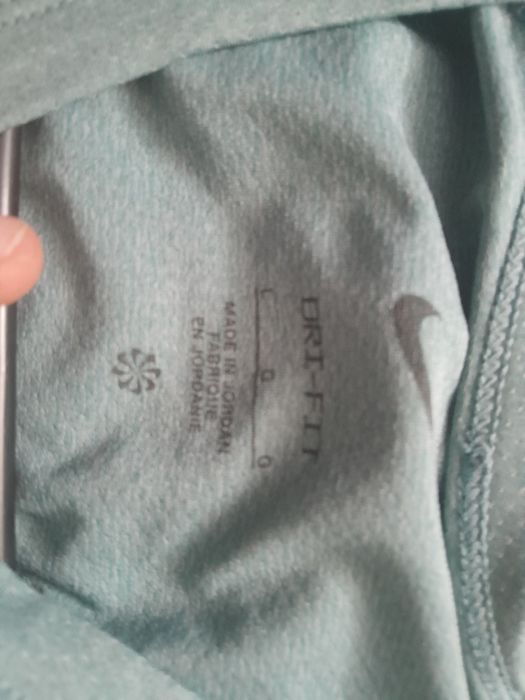 DRI-FIT
L G G
MADE IN JORDAN
FABRIQUÉ
EN JORDANIE